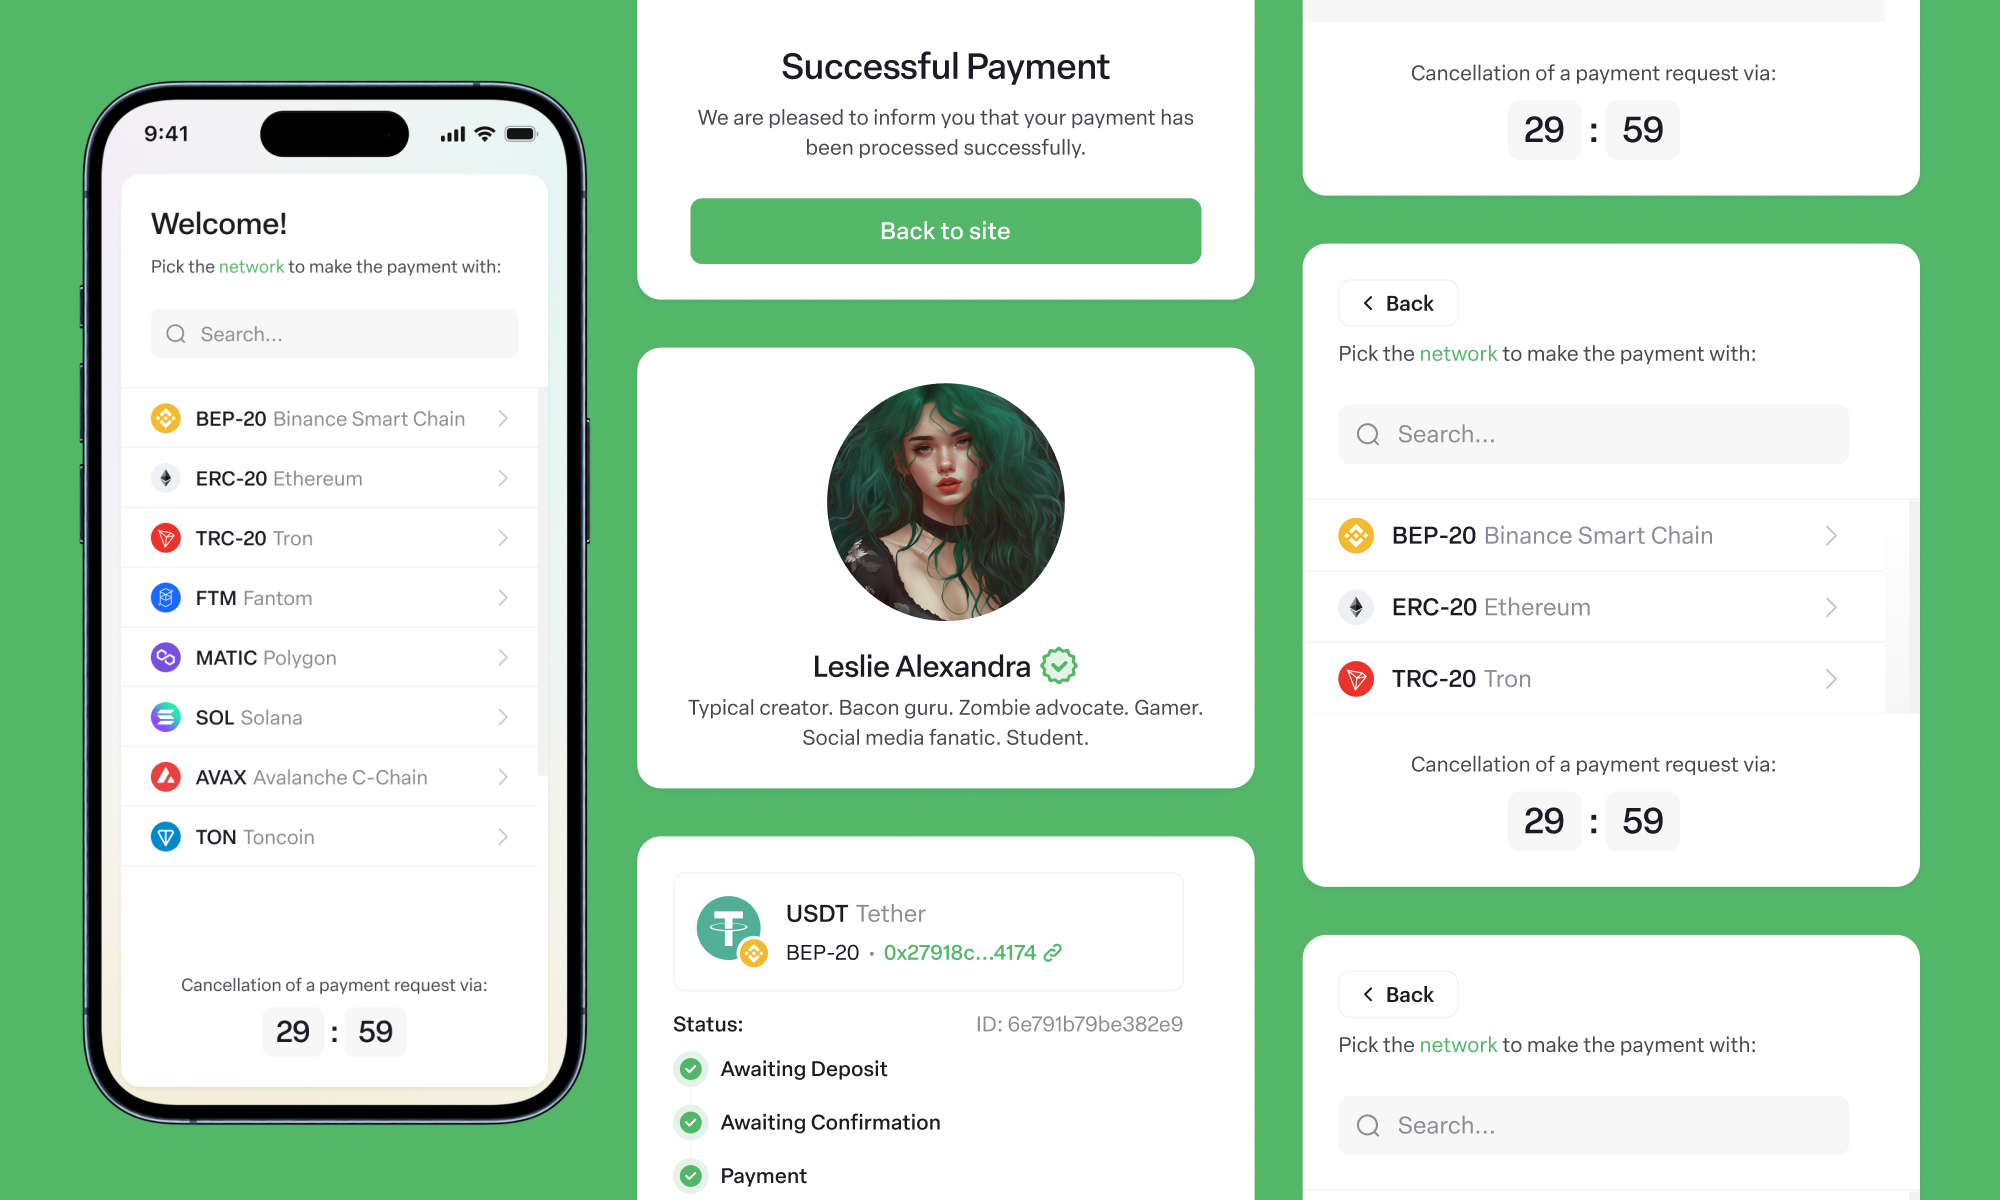 9:41
Welcome!
Pick the network to make the payment with:
Search...
BEP-20 Binance Smart Chain
ERC-20 Ethereum
TRC-20 Tron
FTM Fantom
MATIC Polygon
SOL Solana
AVAX Avalanche C-Chain
TON Toncoin
Cancellation of a payment request via:
29 : 59
Successful Payment
We are pleased to inform you that your payment has
been processed successfully.
Back to site
Leslie Alexandra
Typical creator. Bacon guru. Zombie advocate. Gamer.
Social media fanatic. Student.
USDT Tether
BEP-20 • 0x27918c...4174
Status: ID: 6e791b79be382e9
Awaiting Deposit
Awaiting Confirmation
Payment
Cancellation of a payment request via:
29 : 59
Back
Pick the network to make the payment with:
Search...
BEP-20 Binance Smart Chain
ERC-20 Ethereum
TRC-20 Tron
Cancellation of a payment request via:
29 : 59
Back
Pick the network to make the payment with:
Search...